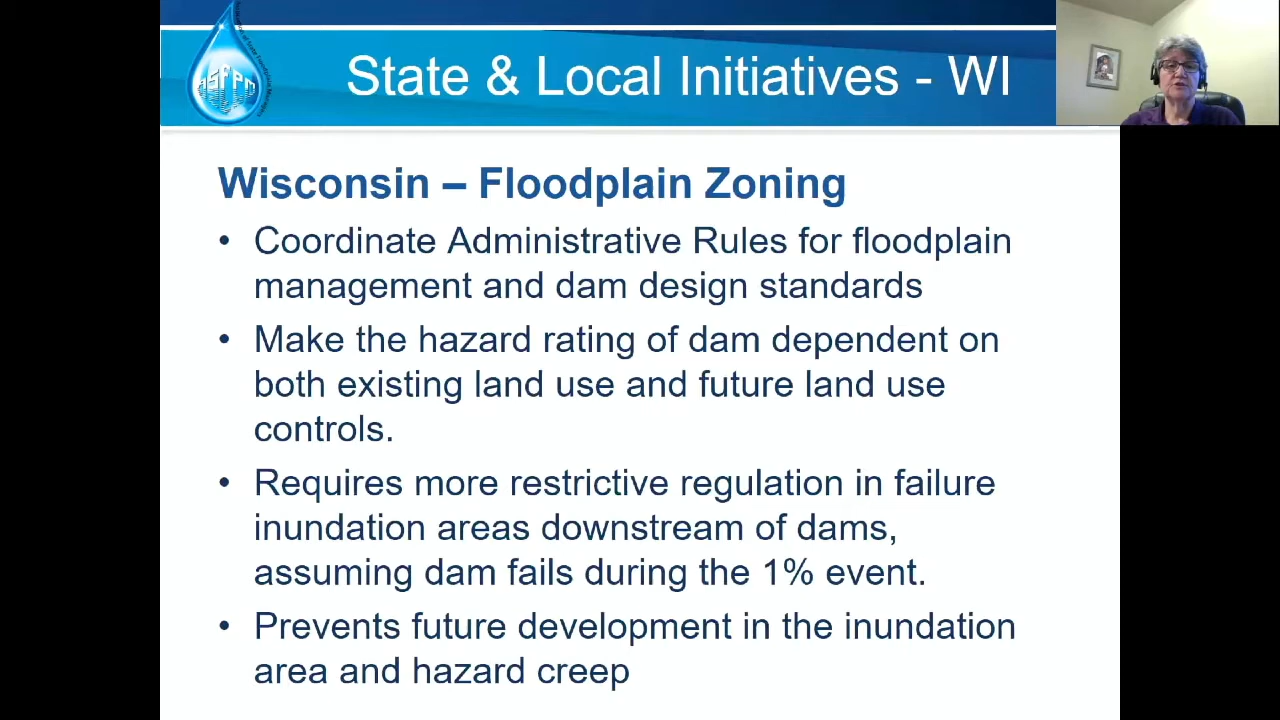 State & Local Initiatives - WI
ASFPM
Wisconsin – Floodplain Zoning
• Coordinate Administrative Rules for floodplain
management and dam design standards
• Make the hazard rating of dam dependent on
both existing land use and future land use
controls.
• Requires more restrictive regulation in failure
inundation areas downstream of dams,
assuming dam fails during the 1% event.
• Prevents future development in the inundation
area and hazard creep